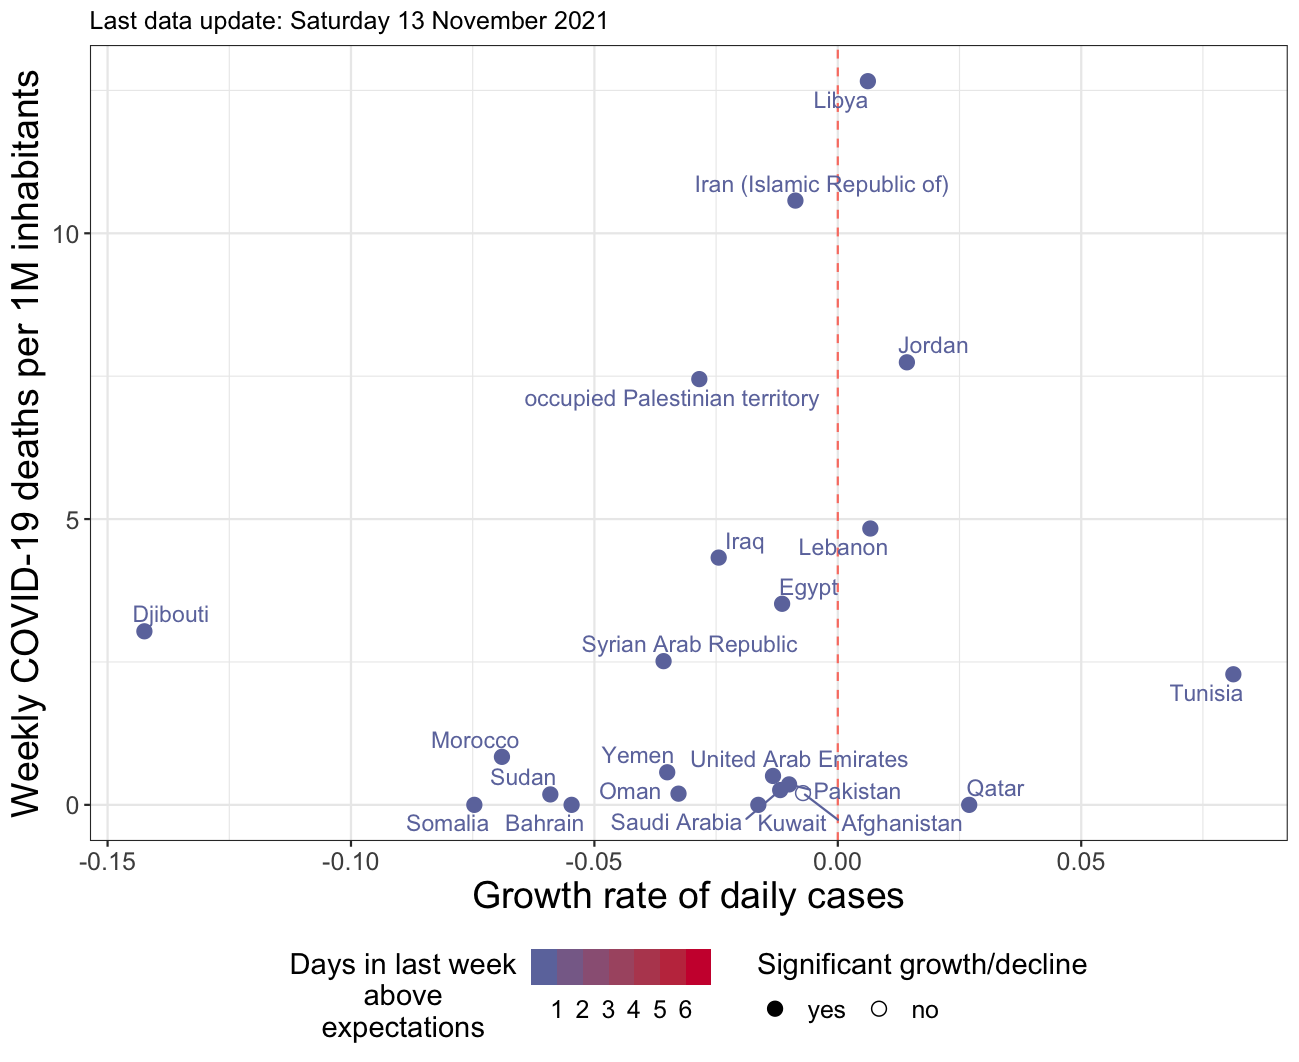 Last data update: Saturday 13 November 2021
Weekly COVID-19 deaths per 1M inhabitants
10
5
0
Libya
Iran (Islamic Republic of)
Jordan
occupied Palestinian territory
Iraq
Lebanon
Egypt
Djibouti
Syrian Arab Republic
Tunisia
Morocco
Yemen
United Arab Emirates
Sudan
Oman
Pakistan
Qatar
Somalia
Bahrain
Saudi Arabia
Kuwait
Afghanistan
-0.15
-0.10
-0.05
0.00
0.05
Growth rate of daily cases
Days in last week
above
expectations
1 2 3 4 5 6
Significant growth/decline
yes
no